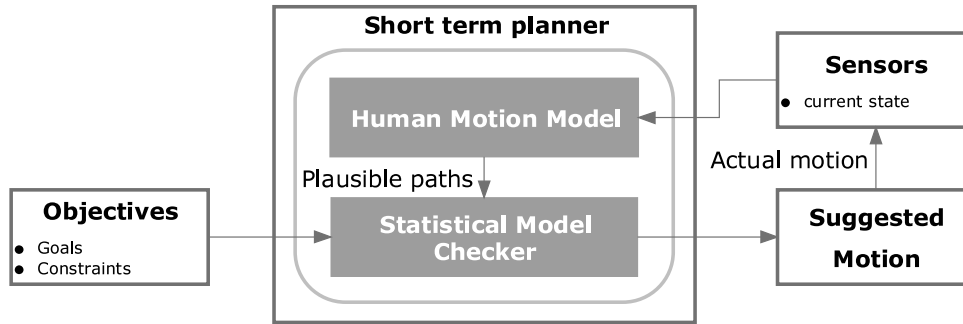 Short term planner
Human Motion Model
Plausible paths
Statistical Model
Checker
Objectives
● Goals
● Constraints
Sensors
● current state
Actual motion
Suggested
Motion